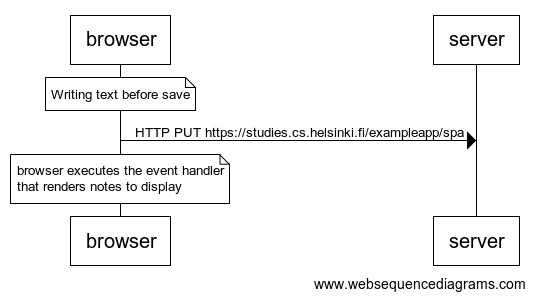 browser
server
Writing text before save
HTTP PUT https://studies.cs.helsinki.fi/exampleapp/spa
browser executes the event handler
that renders notes to display
browser
server
www.websequencediagrams.com